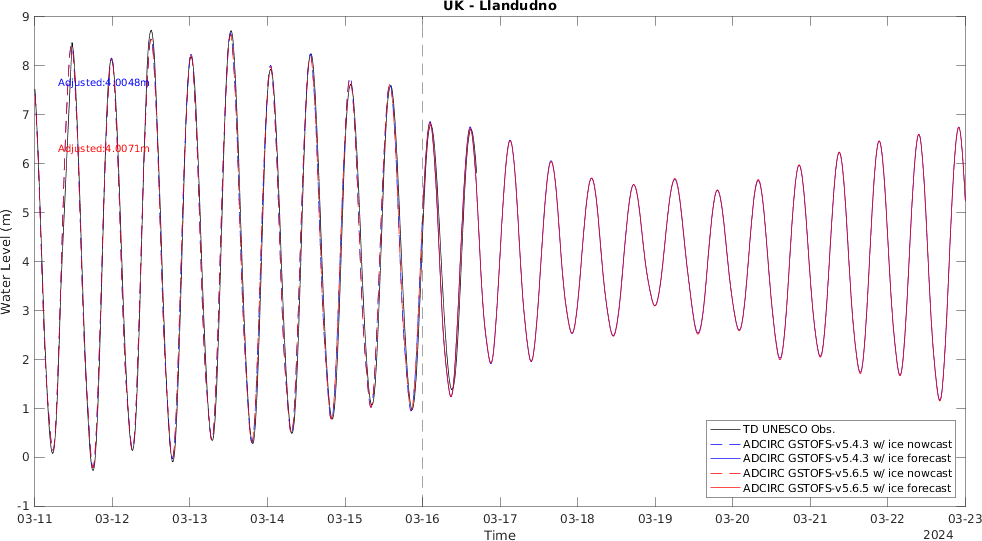 UK - Llandudno
Water Level (m)
9
8
7
6
5
4
3
2
1
0
-1
Adjusted:4.0048m
Adjusted:4.0071m
TD UNESCO Obs.
ADCIRC GSTOFS-v5.4.3 w/ ice nowcast
ADCIRC GSTOFS-v5.4.3 w/ ice forecast
ADCIRC GSTOFS-v5.6.5 w/ ice nowcast
ADCIRC GSTOFS-v5.6.5 w/ ice forecast
03-11 03-12 03-13 03-14 03-15 03-16 03-17 03-18 03-19 03-20 03-21 03-22 03-23
Time
2024